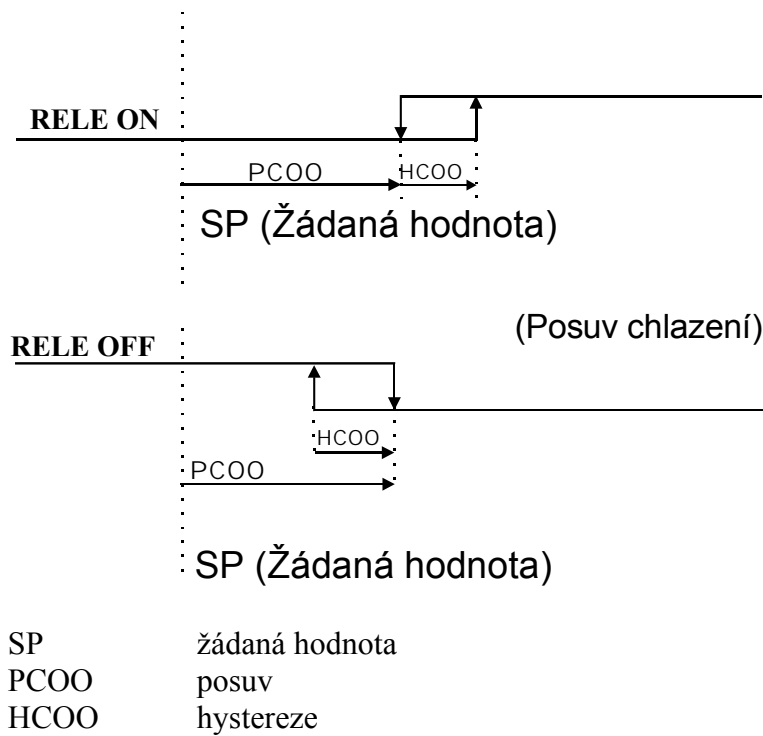 RELE ON
PCOO HCOO
SP (Žádaná hodnota)
(Posuv chlazení)
RELE OFF
HCOO
PCOO
SP (Žádaná hodnota)
SP žádaná hodnota
PCOO posuv
HCOO hystereze